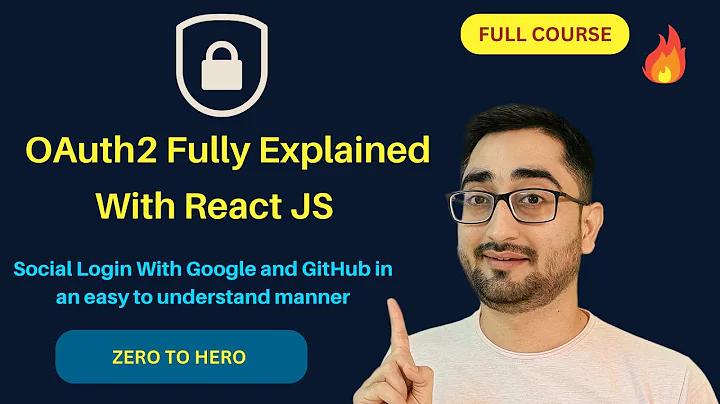 FULL COURSE
OAuth2 Fully Explained
With React JS
Social Login With Google and GitHub in
an easy to understand manner
ZERO TO HERO